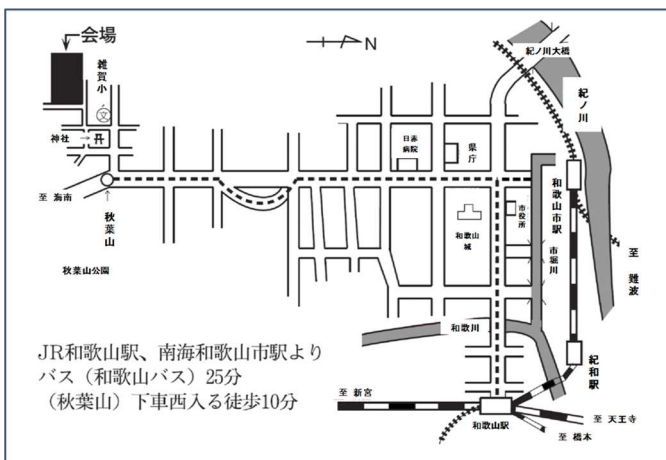 会場
雑賀小
文
神社
至 海南
秋葉山
秋葉山公園
N
日赤
病院
県庁
市役所
和歌山
城
紀ノ川大橋
紀ノ川
和歌山市駅
市堀川
至 難波
和歌川
紀和駅
至 新宮
和歌山駅
至 天王寺
至 橋本
JR和歌山駅、南海和歌山市駅より
バス（和歌山バス）25分
（秋葉山）下車西入る徒歩10分